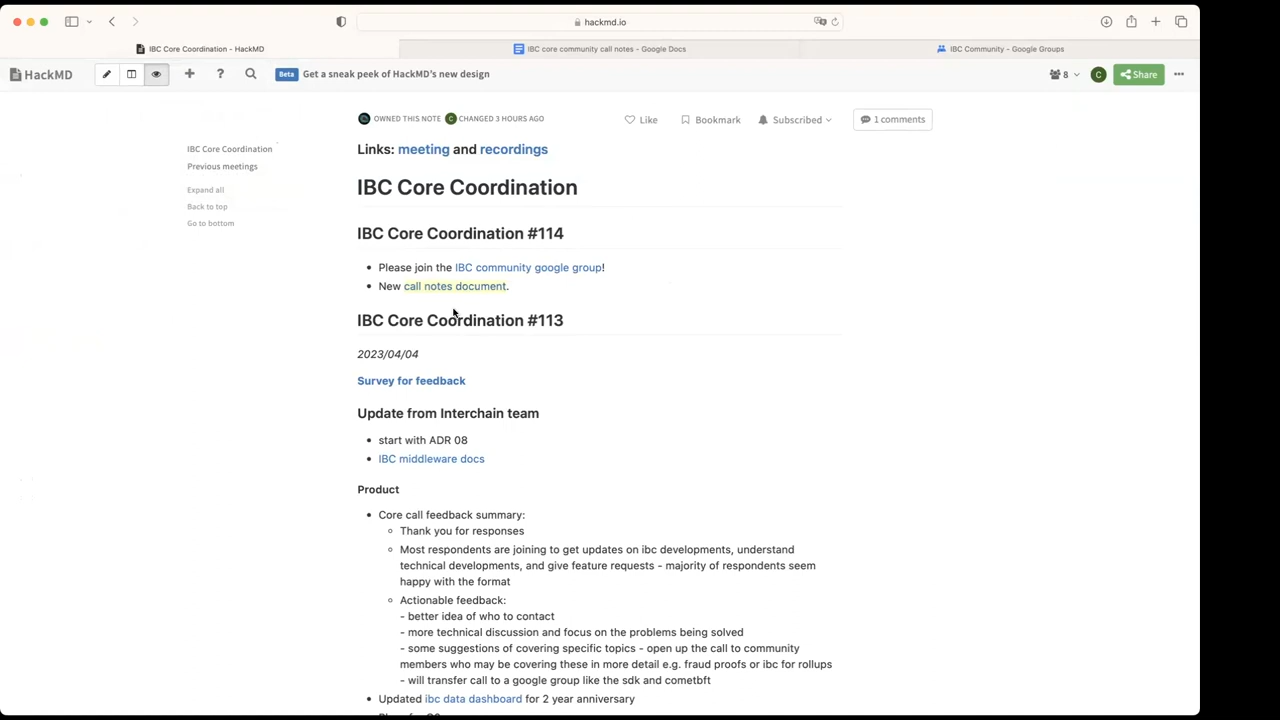 hackmd.io
IBC Core Coordination - HackMD
IBC core community call notes - Google Docs
IBC Community - Google Groups
HackMD
Beta Get a sneak peek of HackMD's new design
8
C
Share
OWNED THIS NOTE C CHANGED 3 HOURS AGO
Like
Bookmark
Subscribed
1 comments
IBC Core Coordination
Previous meetings
Expand all
Back to top
Go to bottom
Links: meeting and recordings
IBC Core Coordination
IBC Core Coordination #114
• Please join the IBC community google group!
• New call notes document.
IBC Core Coordination #113
2023/04/04
Survey for feedback
Update from Interchain team
• start with ADR 08
• IBC middleware docs
Product
• Core call feedback summary:
◦ Thank you for responses
◦ Most respondents are joining to get updates on ibc developments, understand
technical developments, and give feature requests - majority of respondents seem
happy with the format
◦ Actionable feedback:
- better idea of who to contact
- more technical discussion and focus on the problems being solved
- some suggestions of covering specific topics - open up the call to community
members who may be covering these in more detail e.g. fraud proofs or ibc for rollups
- will transfer call to a google group like the sdk and cometbft
• Updated ibc data dashboard for 2 year anniversary